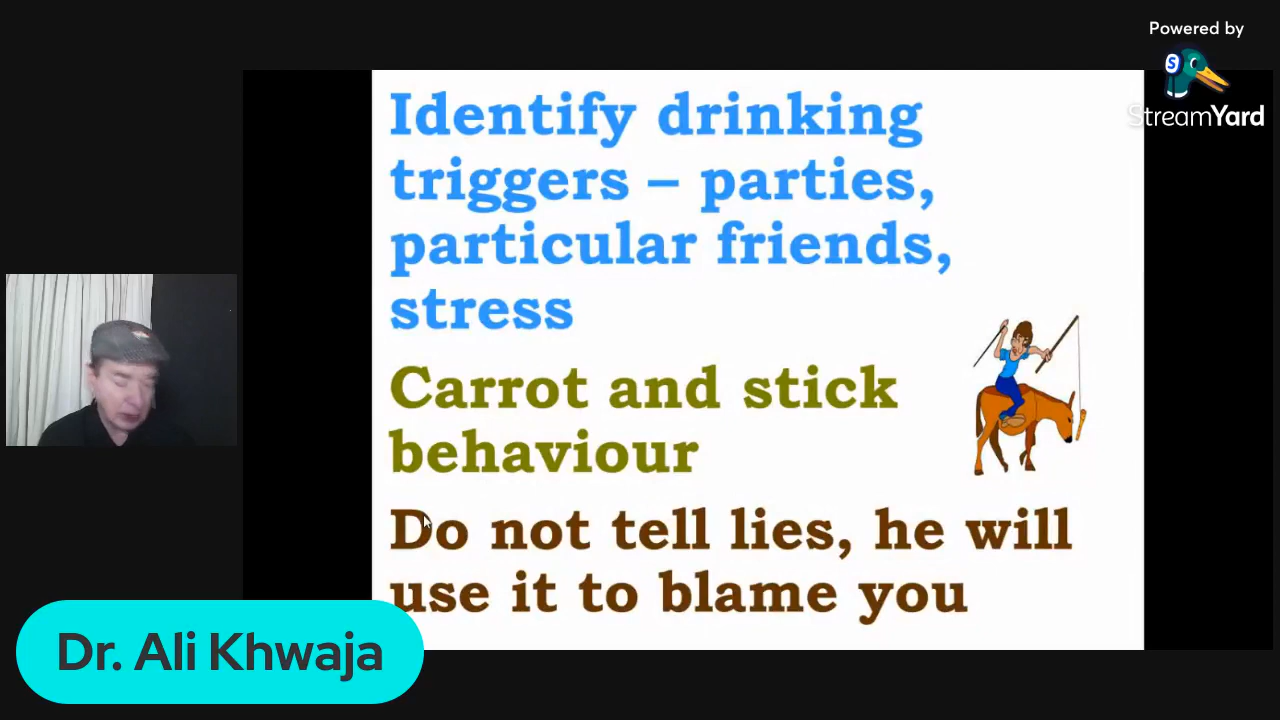 Powered by
StreamYard
Identify drinking
triggers – parties,
particular friends,
stress
Carrot and stick
behaviour
Do not tell lies, he will
use it to blame you
Dr. Ali Khwaja